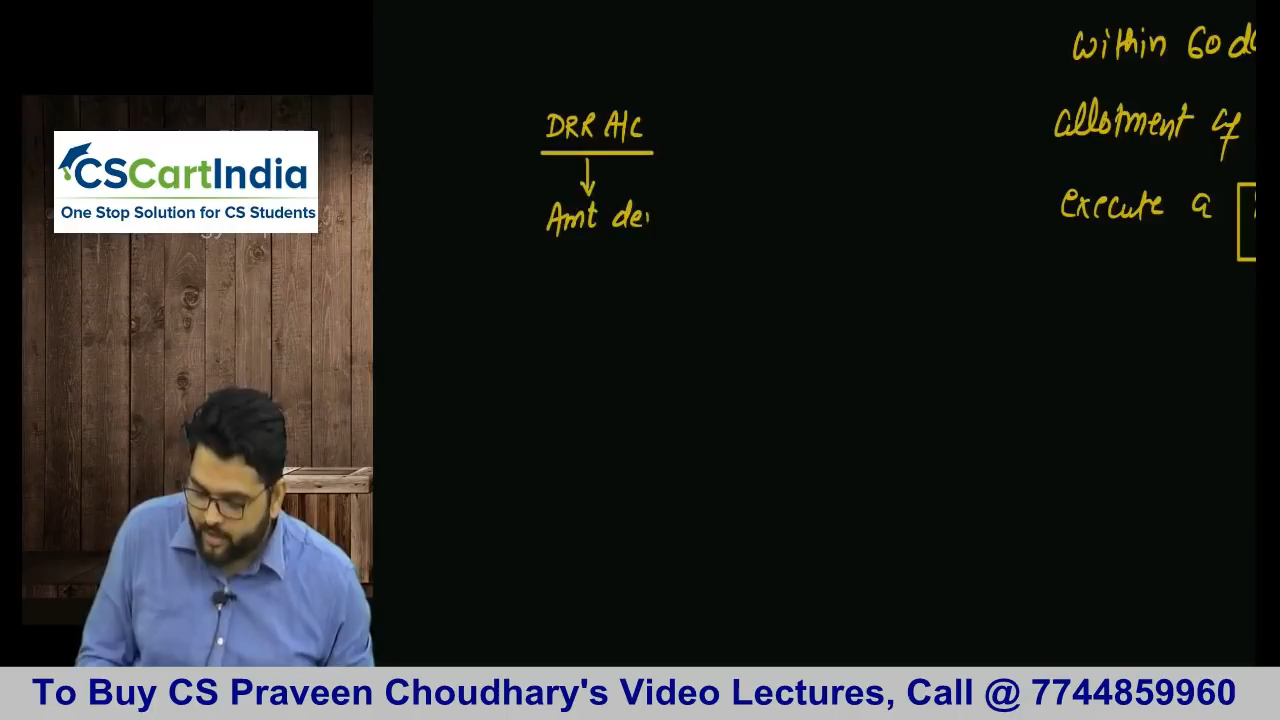 within 60
DRR A/C
allotment of
Amt
execute a
CSCartIndia
One Stop Solution for CS Students
To Buy CS Praveen Choudhary's Video Lectures, Call @ 7744859960